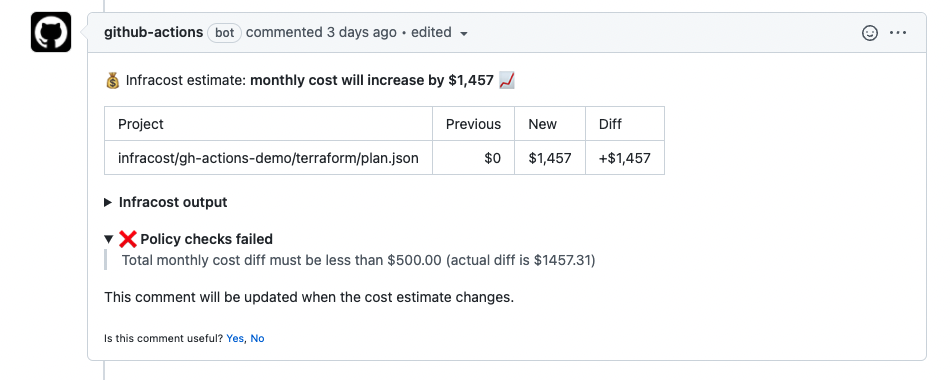 github-actions bot commented 3 days ago • edited
Infracost estimate: monthly cost will increase by $1,457
Project Previous New Diff
infracost/gh-actions-demo/terraform/plan.json $0 $1,457 +$1,457
Infracost output
Policy checks failed
Total monthly cost diff must be less than $500.00 (actual diff is $1457.31)
This comment will be updated when the cost estimate changes.
Is this comment useful? Yes, No